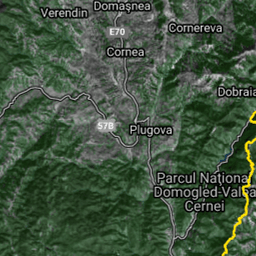 Domașnea
Verendin
E70
Cornereva
Cornea
Dobraia
57B
Plugova
Parcul Național
Domogled-Valea
Cernei